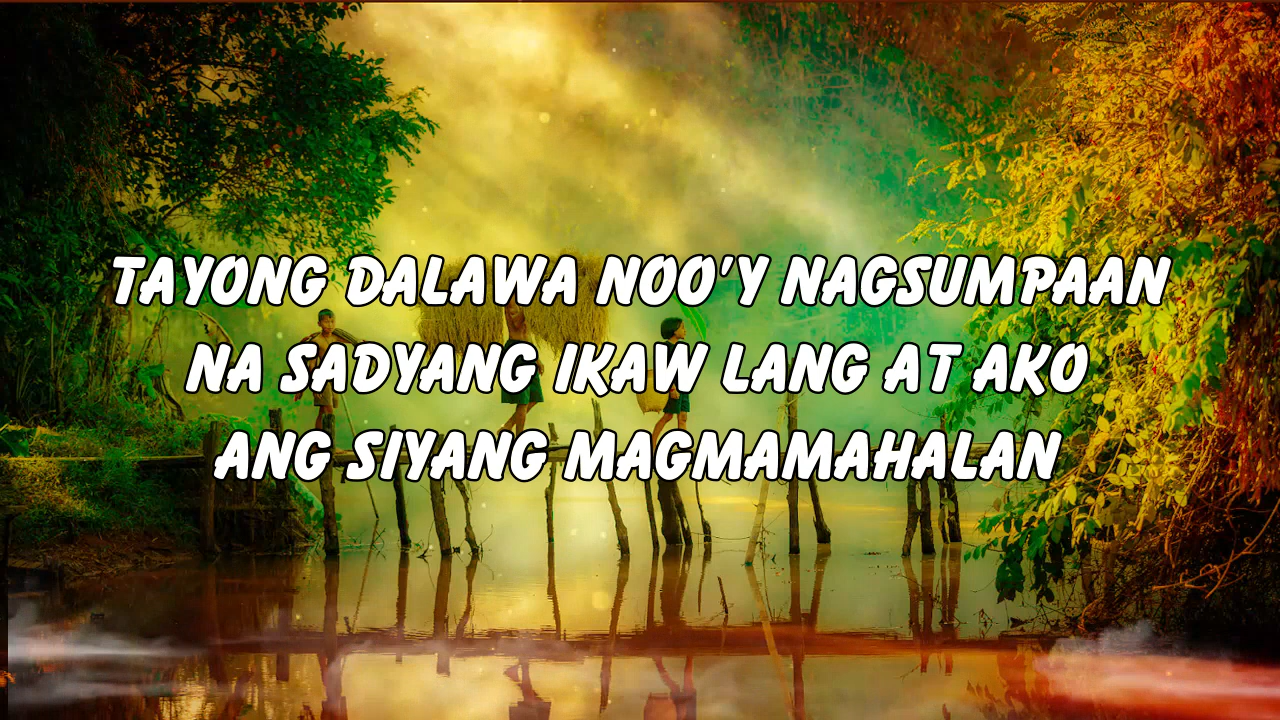 TAYONG DALAWA NOO'Y NAGSUMPAAN
NA SADYANG IKAW LANG AT AKO
ANG SIYANG MAGMAMAHALAN